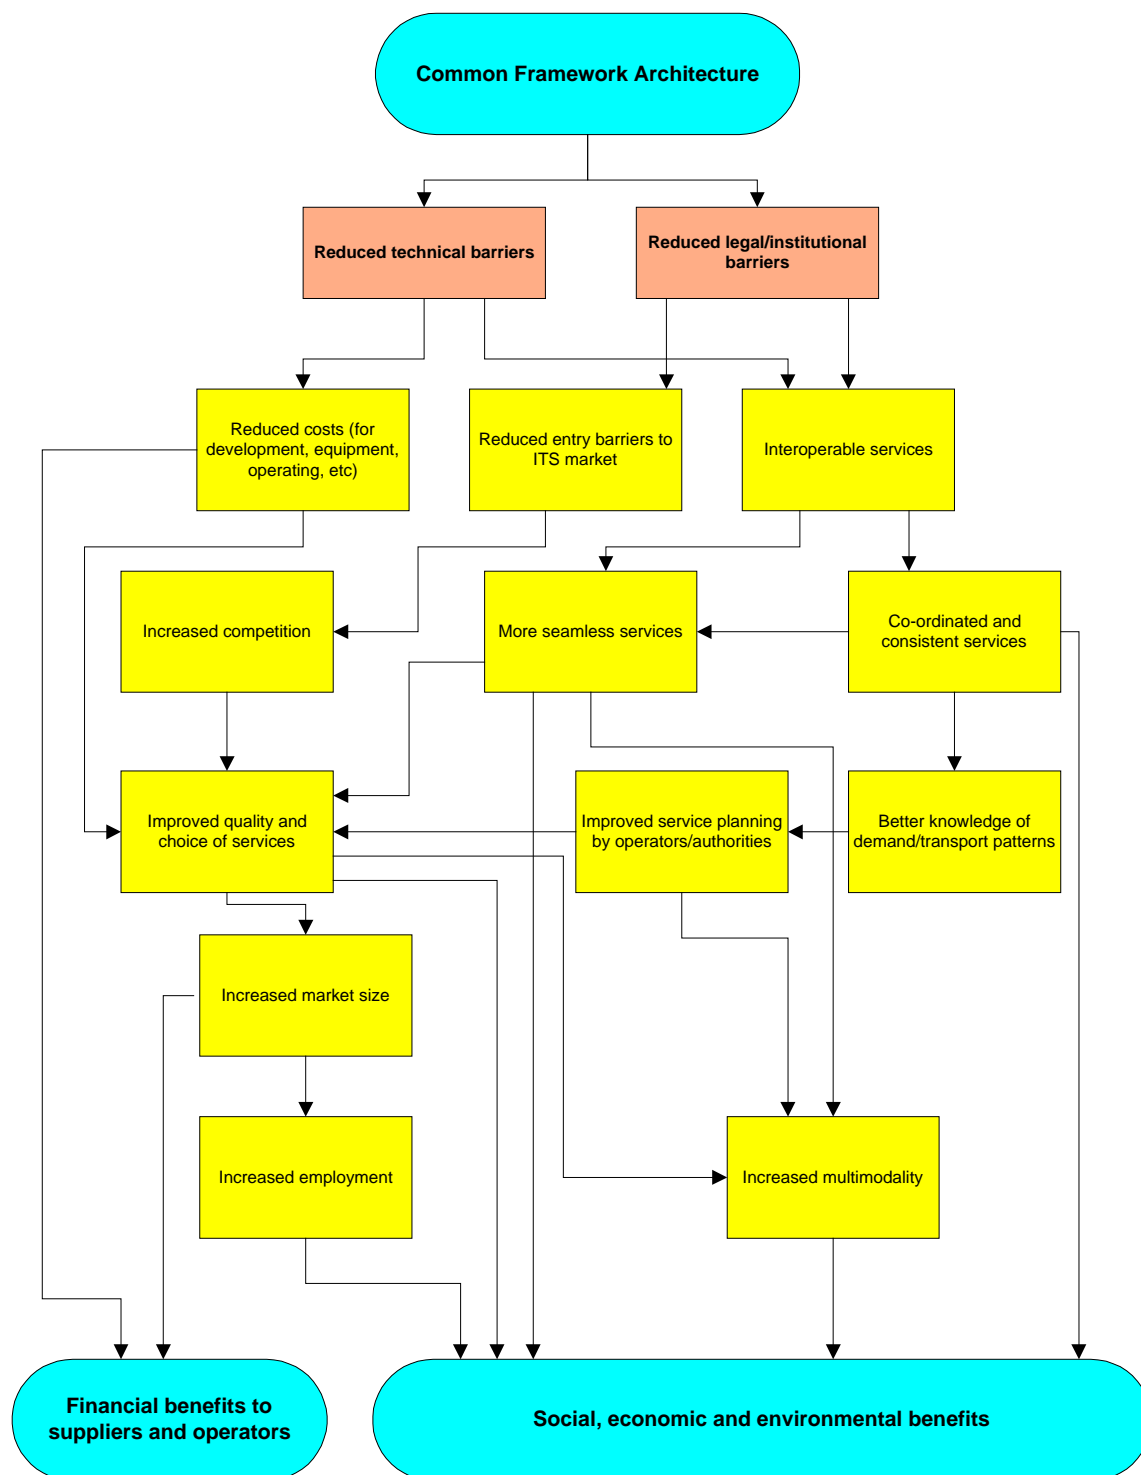 Common Framework Architecture
Reduced technical barriers
Reduced legal/institutional
barriers
Reduced costs (for
development, equipment,
operating, etc)
Reduced entry barriers to
ITS market
Interoperable services
Increased competition
More seamless services
Co-ordinated and
consistent services
Improved quality and
choice of services
Improved service planning
by operators/authorities
Better knowledge of
demand/transport patterns
Increased market size
Increased employment
Increased multimodality
Financial benefits to
suppliers and operators
Social, economic and environmental benefits